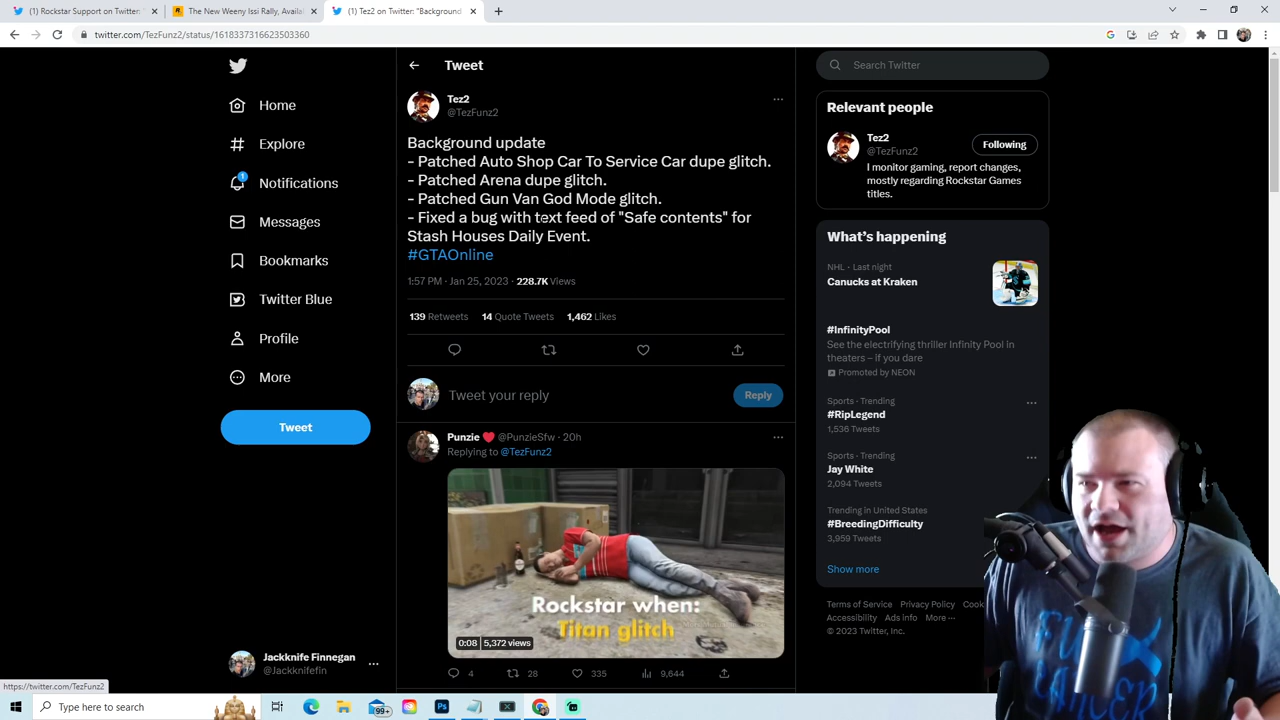 (1) Rockstar Support on Twitter: "
The New Weeny Issi Rally, Availa
(1) Tez2 on Twitter: "Background
twitter.com/TezFunz2/status/1618337316623503360
Home
Explore
1
Notifications
Messages
Bookmarks
Twitter Blue
Profile
More
Tweet
Jackknife Finnegan
@Jackknifefin
Tweet
Tez2
@TezFunz2
Background update
- Patched Auto Shop Car To Service Car dupe glitch.
- Patched Arena dupe glitch.
- Patched Gun Van God Mode glitch.
- Fixed a bug with text feed of "Safe contents" for
Stash Houses Daily Event.
#GTAOnline
1:57 PM · Jan 25, 2023 · 228.7K Views
139 Retweets 14 Quote Tweets 1,462 Likes
Tweet your reply
Reply
Punzie ❤️ @PunzieSfw · 20h
Replying to @TezFunz2
Rockstar when:
Titan glitch
0:08 5,372 views
4 28 335 9,644
Search Twitter
Relevant people
Tez2
@TezFunz2
Following
I monitor gaming, report changes,
mostly regarding Rockstar Games
titles.
What's happening
NHL · Last night
Canucks at Kraken
#InfinityPool
See the electrifying thriller Infinity Pool in
theaters – if you dare
Promoted by NEON
Sports · Trending
#RipLegend
1,536 Tweets
Sports · Trending
Jay White
2,094 Tweets
Trending in United States
#BreedingDifficulty
3,959 Tweets
Show more
Terms of Service Privacy Policy Cook
Accessibility Ads info More ···
© 2023 Twitter, Inc.
https://twitter.com/TezFunz2
Type here to search
99+